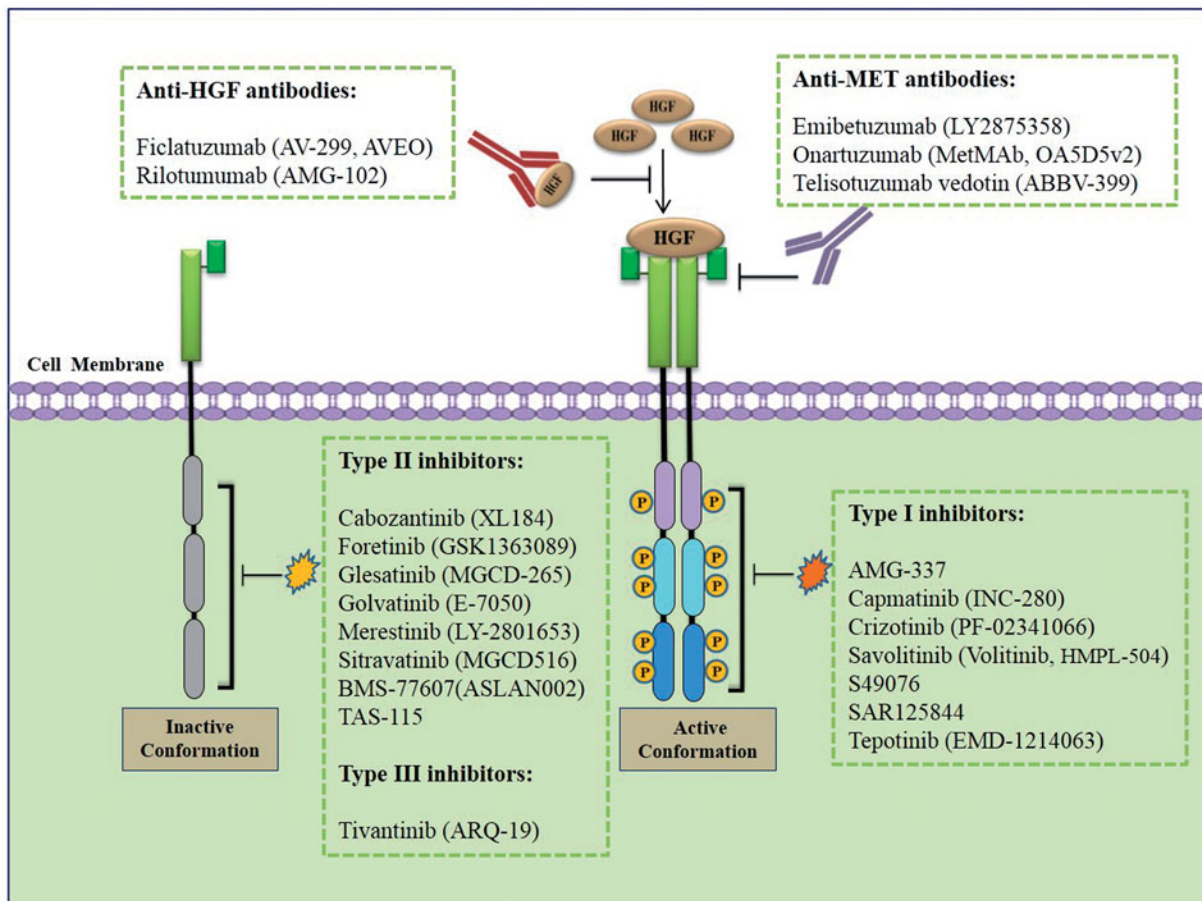 Anti-HGF antibodies:
Ficlatuzumab (AV-299, AVEO)
Rilotumumab (AMG-102)
HGF
HGF
HGF
HGF
HGF
Anti-MET antibodies:
Emibetuzumab (LY2875358)
Onartuzumab (MetMAb, OA5D5v2)
Telisotuzumab vedotin (ABBV-399)
Cell Membrane
Type II inhibitors:
Cabozantinib (XL184)
Foretinib (GSK1363089)
Glesatinib (MGCD-265)
Golvatinib (E-7050)
Merestinib (LY-2801653)
Sitravatinib (MGCD516)
BMS-77607(ASLAN002)
TAS-115
Type III inhibitors:
Tivantinib (ARQ-19)
Inactive
Conformation
P P
P P
P P
P P
P P
Active
Conformation
Type I inhibitors:
AMG-337
Capmatinib (INC-280)
Crizotinib (PF-02341066)
Savolitinib (Volitinib, HMPL-504)
S49076
SAR125844
Tepotinib (EMD-1214063)